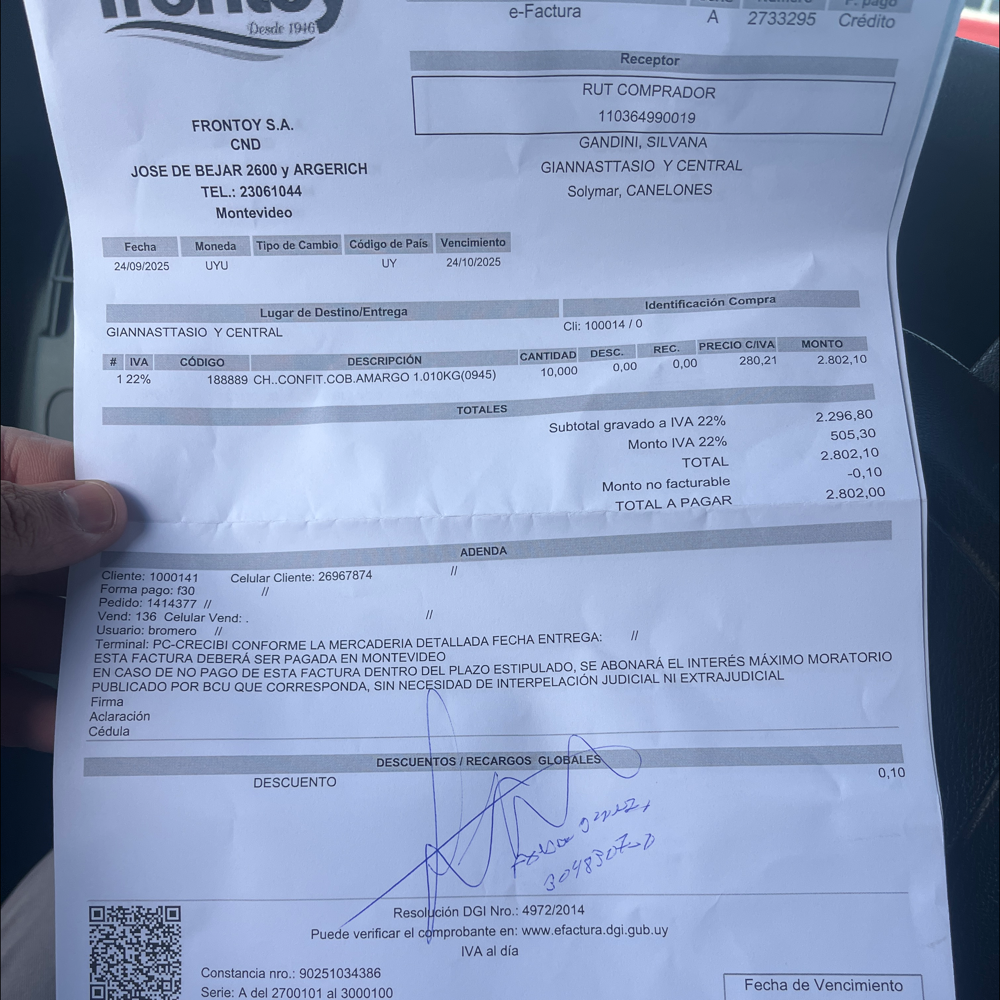 frontoy
Desde 1946
e-Factura
A 2733295 Crédito
Receptor
RUT COMPRADOR
110364990019
GANDINI, SILVANA
GIANNASTTASIO Y CENTRAL
Solymar, CANELONES
FRONTOY S.A.
CND
JOSE DE BEJAR 2600 y ARGERICH
TEL.: 23061044
Montevideo
Fecha Moneda Tipo de Cambio Código de País Vencimiento
24/09/2025 UYU UY 24/10/2025
Lugar de Destino/Entrega Identificación Compra
GIANNASTTASIO Y CENTRAL Cli: 100014 / 0
# IVA CÓDIGO DESCRIPCIÓN CANTIDAD DESC. REC. PRECIO C/IVA MONTO
1 22% 188889 CH..CONFIT.COB.AMARGO 1.010KG(0945) 10,000 0,00 0,00 280,21 2.802,10
TOTALES
Subtotal gravado a IVA 22% 2.296,80
Monto IVA 22% 505,30
TOTAL 2.802,10
Monto no facturable -0,10
TOTAL A PAGAR 2.802,00
ADENDA
Cliente: 1000141 Celular Cliente: 26967874 //
Forma pago: f30 //
Pedido: 1414377 //
Vend: 136 Celular Vend: . //
Usuario: bromero //
Terminal: PC-CRECIBI CONFORME LA MERCADERIA DETALLADA FECHA ENTREGA: //
ESTA FACTURA DEBERÁ SER PAGADA EN MONTEVIDEO
EN CASO DE NO PAGO DE ESTA FACTURA DENTRO DEL PLAZO ESTIPULADO, SE ABONARÁ EL INTERÉS MÁXIMO MORATORIO
PUBLICADO POR BCU QUE CORRESPONDA, SIN NECESIDAD DE INTERPELACIÓN JUDICIAL NI EXTRAJUDICIAL
Firma
Aclaración
Cédula
DESCUENTOS / RECARGOS GLOBALES
DESCUENTO 0,10
Resolución DGI Nro.: 4972/2014
Puede verificar el comprobante en: www.efactura.dgi.gub.uy
IVA al día
Constancia nro.: 90251034386
Serie: A del 2700101 al 3000100
Fecha de Vencimiento